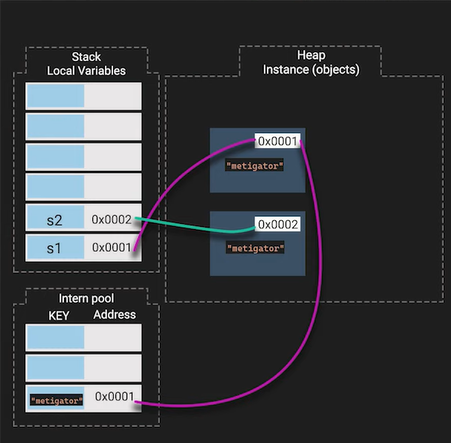 Stack
Local Variables
s2 0x0002
s1 0x0001
Heap
Instance (objects)
0x0001
"metigator"
0x0002
"metigator"
Intern pool
KEY Address
"metigator" 0x0001